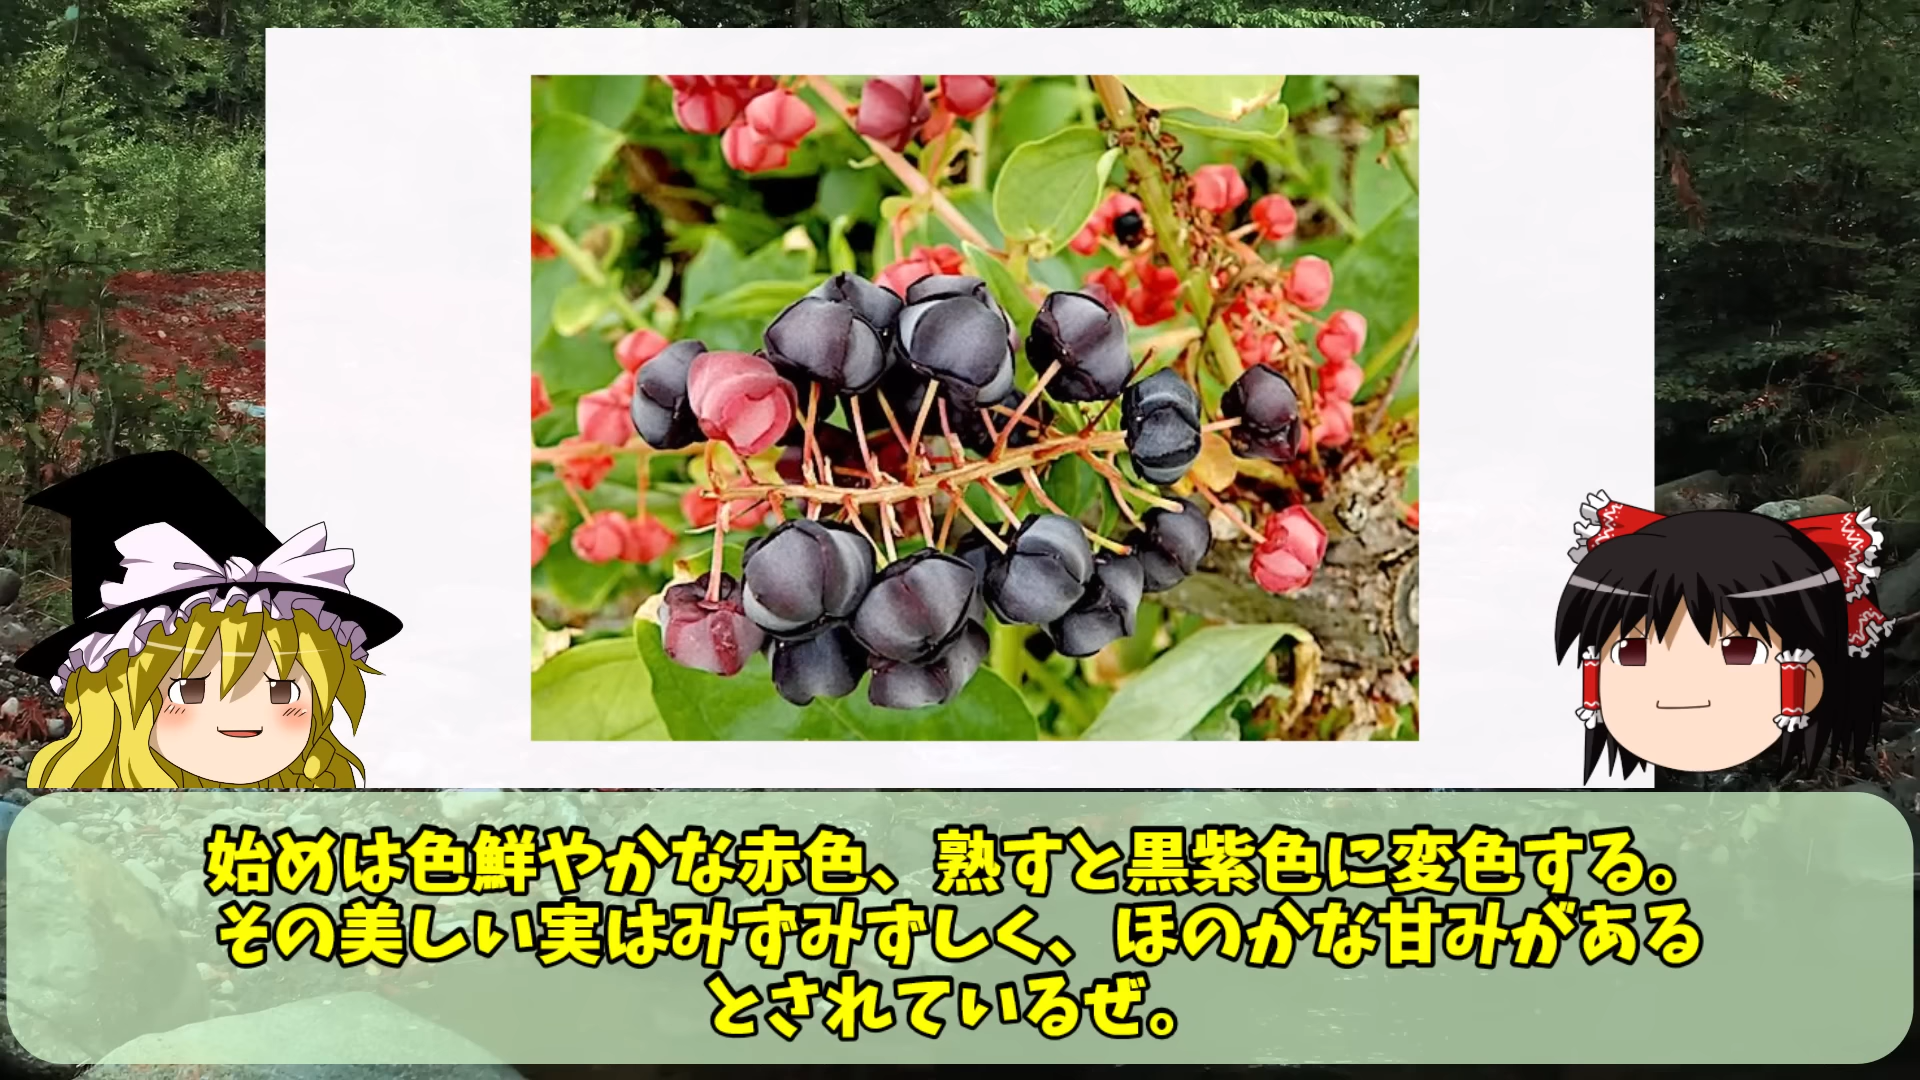 始めは色鮮やかな赤色、熟すと黒紫色に変色する。
その美しい実はみずみずしく、ほのかな甘みがある
とされているぜ。